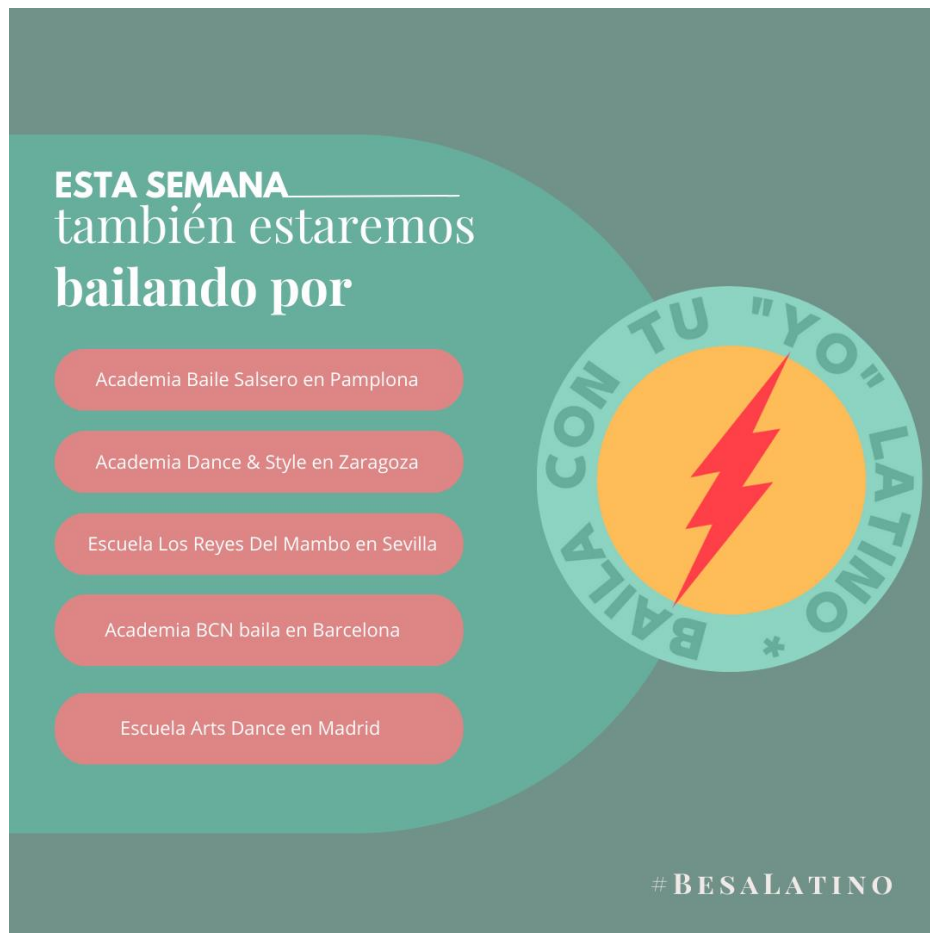 ESTA SEMANA
también estaremos
bailando por
Academia Baile Salsero en Pamplona
Academia Dance & Style en Zaragoza
Escuela Los Reyes Del Mambo en Sevilla
Academia BCN baila en Barcelona
Escuela Arts Dance en Madrid
BAILA CON TU "YO" LATINO *
#BESALATINO